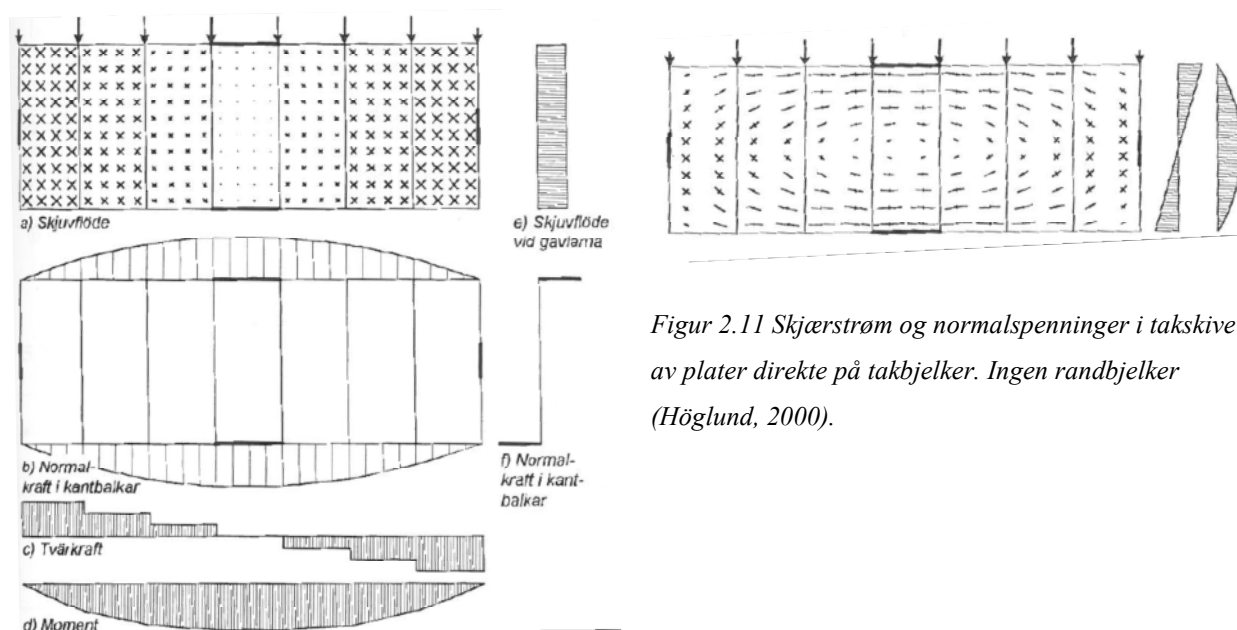 a) Skjuvflöde
e) Skjuvflöde
vid gavlarna
b) Normal-
kraft i kantbalkar
f) Normal-
kraft i kant-
balkar
c) Tvärkraft
d) Moment
Figur 2.11 Skjærstrøm og normalspenninger i takskive
av plater direkte på takbjelker. Ingen randbjelker
(Höglund, 2000).